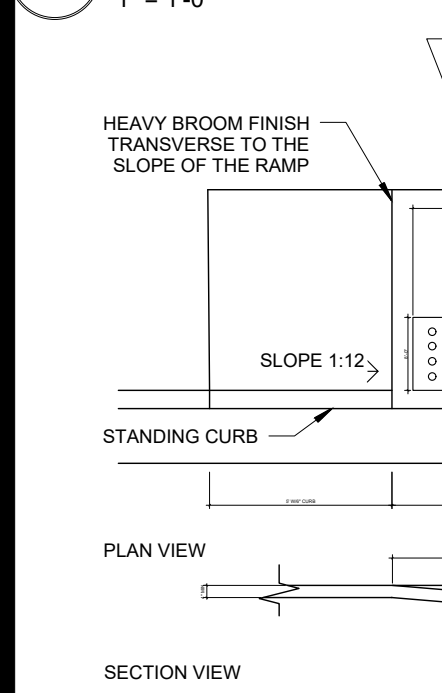 1" = 1'-0"
HEAVY BROOM FINISH
TRANSVERSE TO THE
SLOPE OF THE RAMP
SLOPE 1:12
STANDING CURB
PLAN VIEW
SECTION VIEW